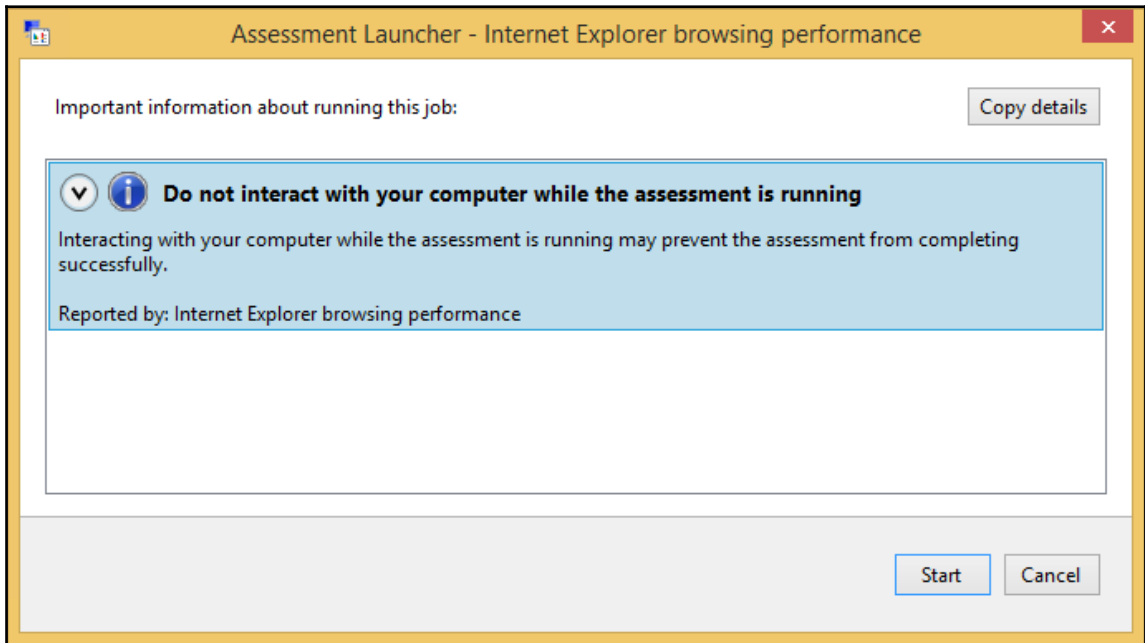 Assessment Launcher - Internet Explorer browsing performance
Important information about running this job:
Copy details
Do not interact with your computer while the assessment is running
Interacting with your computer while the assessment is running may prevent the assessment from completing
successfully.
Reported by: Internet Explorer browsing performance
Start
Cancel